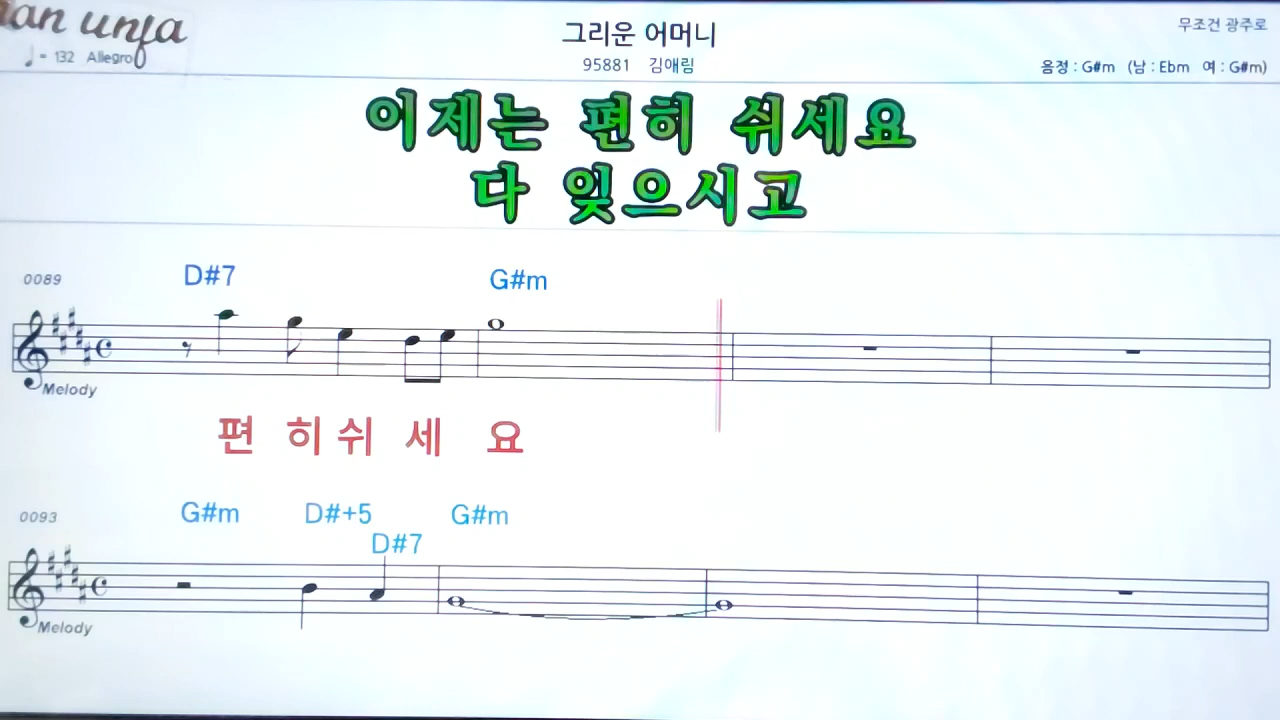 그리운 어머니
무조건 광주로
♩= 132 Allegro
95881 김애림
음정 : G#m (남 : Ebm 여 : G#m)
이제는 편히 쉬세요
다 잊으시고
0089 D#7 G#m
Melody
편 히 쉬 세 요
0093 G#m D#+5 G#m
D#7
Melody